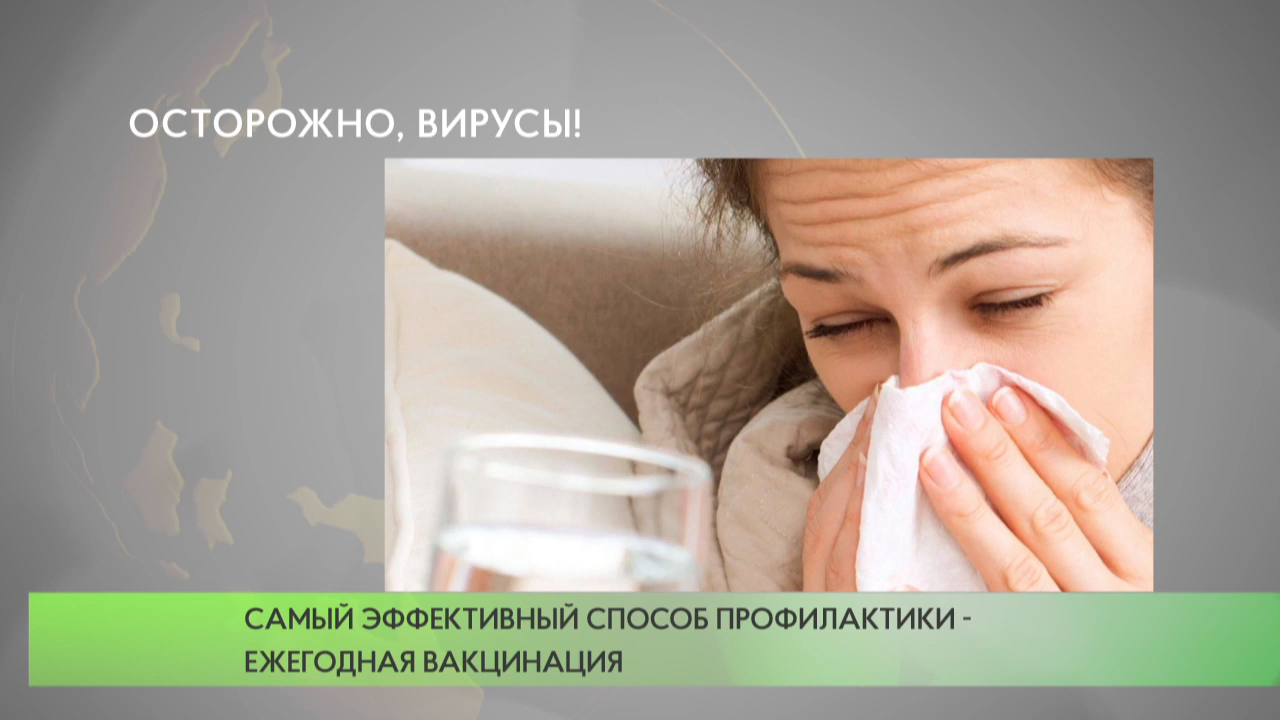 ОСТОРОЖНО, ВИРУСЫ!
САМЫЙ ЭФФЕКТИВНЫЙ СПОСОБ ПРОФИЛАКТИКИ -
ЕЖЕГОДНАЯ ВАКЦИНАЦИЯ